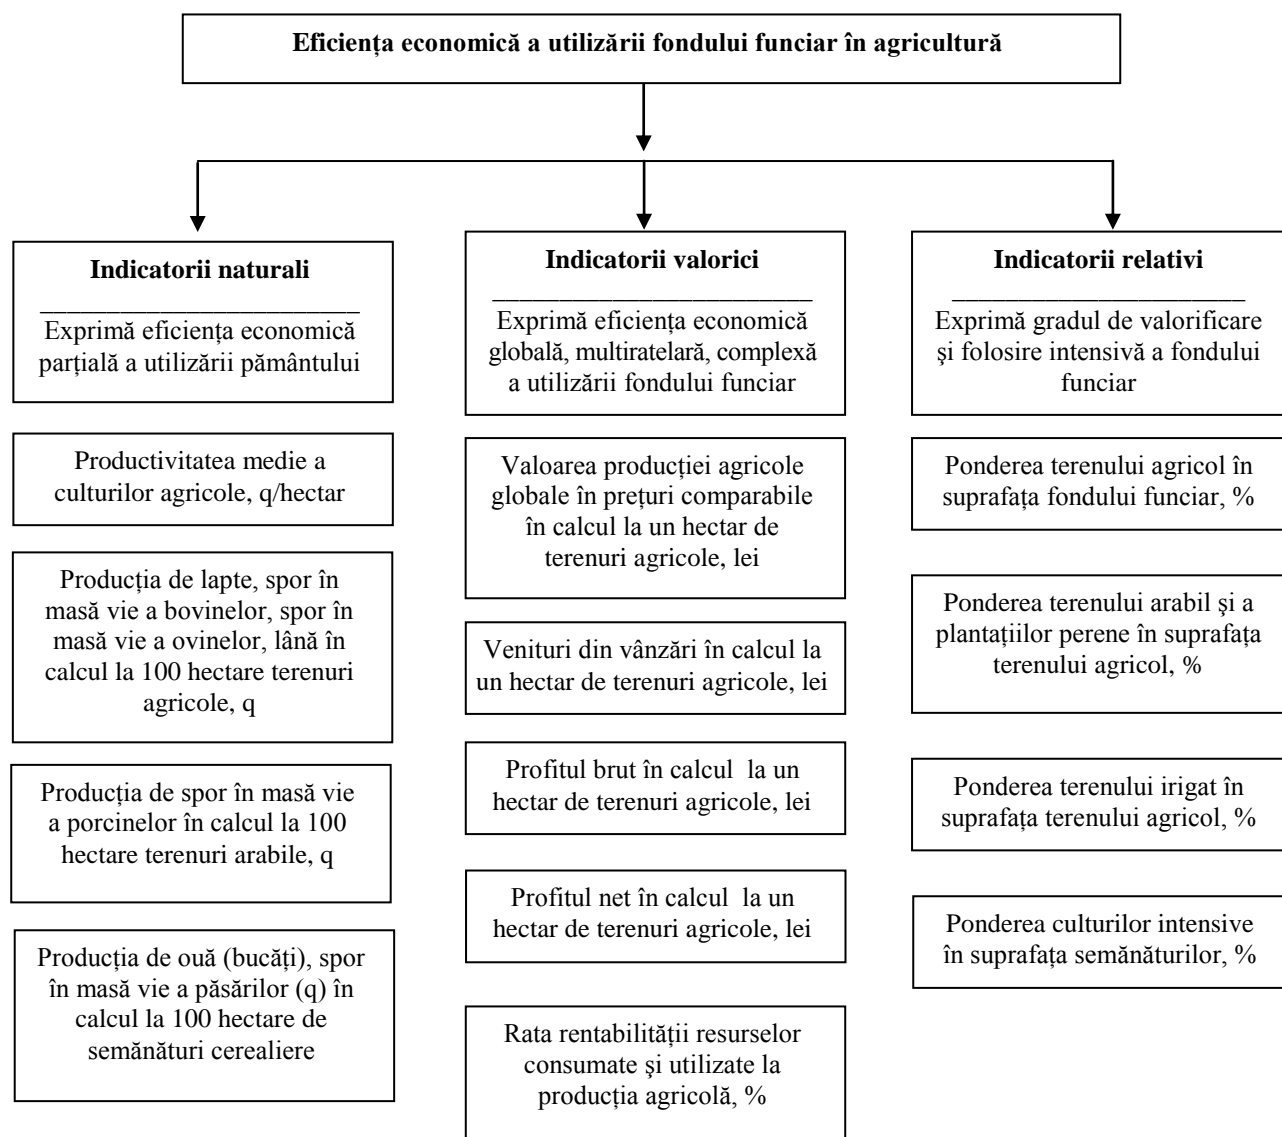 Eficiența economică a utilizării fondului funciar în agricultură
Indicatorii naturali
________________________
Exprimă eficiența economică
parțială a utilizării pământului
Productivitatea medie a
culturilor agricole, q/hectar
Producția de lapte, spor în
masă vie a bovinelor, spor în
masă vie a ovinelor, lână în
calcul la 100 hectare terenuri
agricole, q
Producția de spor în masă vie
a porcinelor în calcul la 100
hectare terenuri arabile, q
Producția de ouă (bucăți), spor
în masă vie a păsărilor (q) în
calcul la 100 hectare de
semănături cerealiere
Indicatorii valorici
________________________
Exprimă eficiența economică
globală, multiratelară, complexă
a utilizării fondului funciar
Valoarea producției agricole
globale în prețuri comparabile
în calcul la un hectar de
terenuri agricole, lei
Venituri din vânzări în calcul la
un hectar de terenuri agricole, lei
Profitul brut în calcul  la un
hectar de terenuri agricole, lei
Profitul net în calcul  la un
hectar de terenuri agricole, lei
Rata rentabilității resurselor
consumate şi utilizate la
producția agricolă, %
Indicatorii relativi
______________________
Exprimă gradul de valorificare
şi folosire intensivă a fondului
funciar
Ponderea terenului agricol în
suprafața fondului funciar, %
Ponderea terenului arabil şi a
plantațiilor perene în suprafața
terenului agricol, %
Ponderea terenului irigat în
suprafața terenului agricol, %
Ponderea culturilor intensive
în suprafața semănăturilor, %